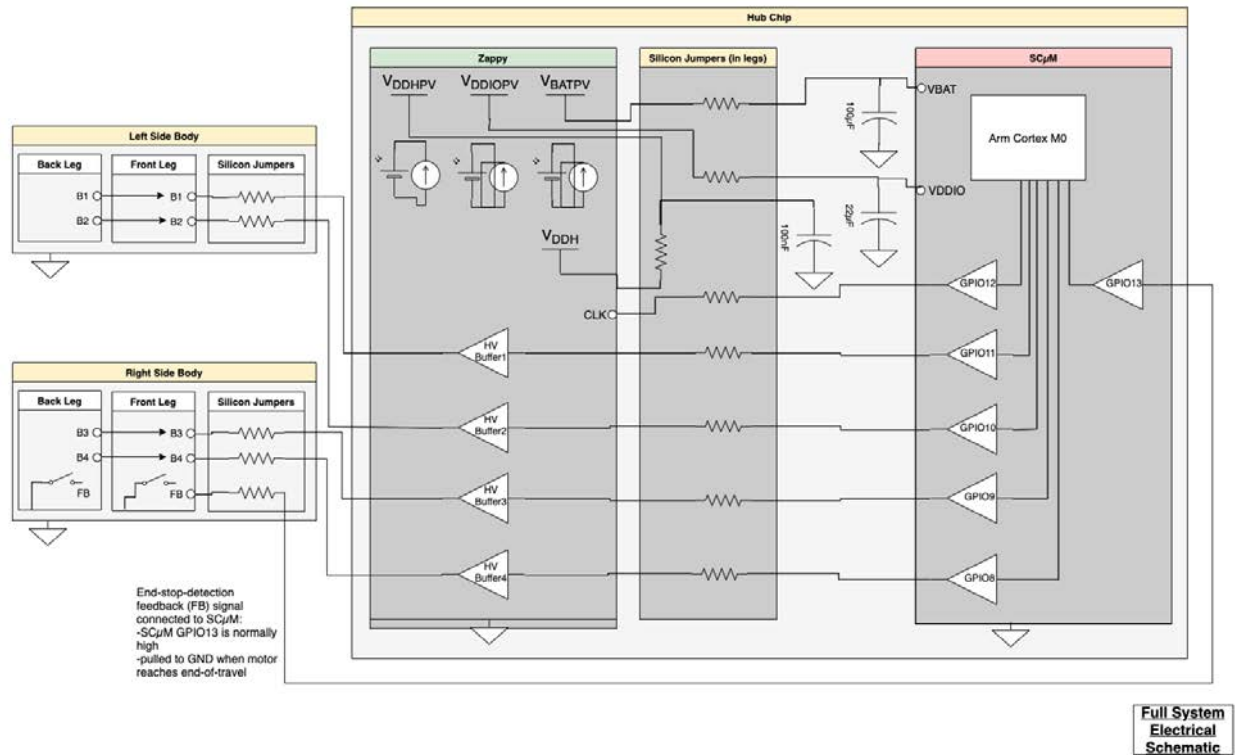 Hub Chip
Zappy
Silicon Jumpers (in legs)
SCμM
VDDHPV
VDDIOPV
VBATPV
VBAT
100μF
Arm Cortex M0
VDDIO
22μF
100nF
VDDH
CLK
GPIO12
GPIO13
HV
Buffer1
GPIO11
HV
Buffer2
GPIO10
HV
Buffer3
GPIO9
HV
Buffer4
GPIO8
Left Side Body
Back Leg
Front Leg
Silicon Jumpers
B1
B1
B2
B2
Right Side Body
Back Leg
Front Leg
Silicon Jumpers
B3
B3
B4
B4
FB
FB
End-stop-detection
feedback (FB) signal
connected to SCμM:
-SCμM GPIO13 is normally
high
-pulled to GND when motor
reaches end-of-travel
Full System
Electrical
Schematic